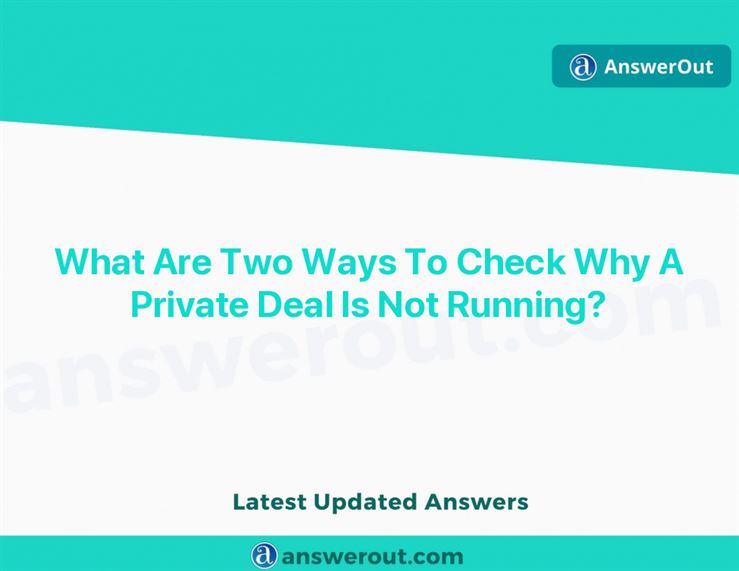 AnswerOut
What Are Two Ways To Check Why A
Private Deal Is Not Running?
answerout.com
Latest Updated Answers
answerout.com